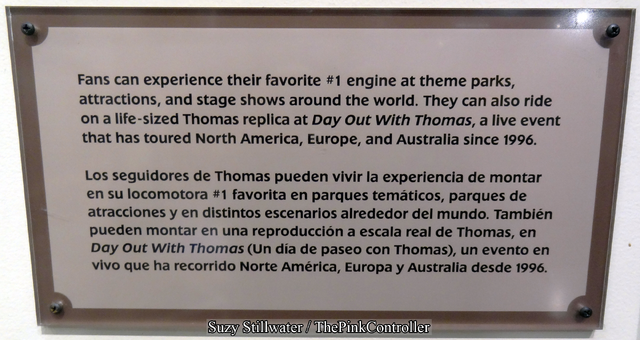 Fans can experience their favorite #1 engine at theme parks,
attractions, and stage shows around the world. They can also ride
on a life-sized Thomas replica at Day Out With Thomas, a live event
that has toured North America, Europe, and Australia since 1996.
Los seguidores de Thomas pueden vivir la experiencia de montar
en su locomotora #1 favorita en parques temáticos, parques de
atracciones y en distintos escenarios alrededor del mundo. También
pueden montar en una reproducción a escala real de Thomas, en
Day Out With Thomas (Un día de paseo con Thomas), un evento en
vivo que ha recorrido Norte América, Europa y Australia desde 1996.
Suzy Stillwater / ThePinkController